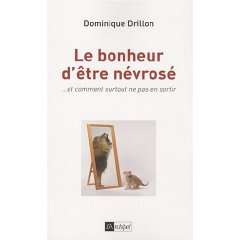 Dominique Drillon
Le bonheur
d'être névrosé
...et comment surtout ne pas en sortir
l'Archipel